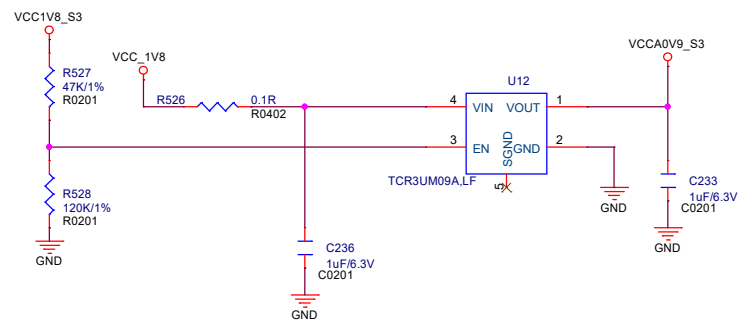 VCC1V8_S3
R527
47K/1%
R0201
VCC_1V8
R526
0.1R
R0402
R528
120K/1%
R0201
GND
C236
1uF/6.3V
C0201
GND
U12
4
VIN
VOUT
1
3
EN
GND
2
SGND
5
TCR3UM09A,LF
GND
VCCA0V9_S3
C233
1uF/6.3V
C0201
GND